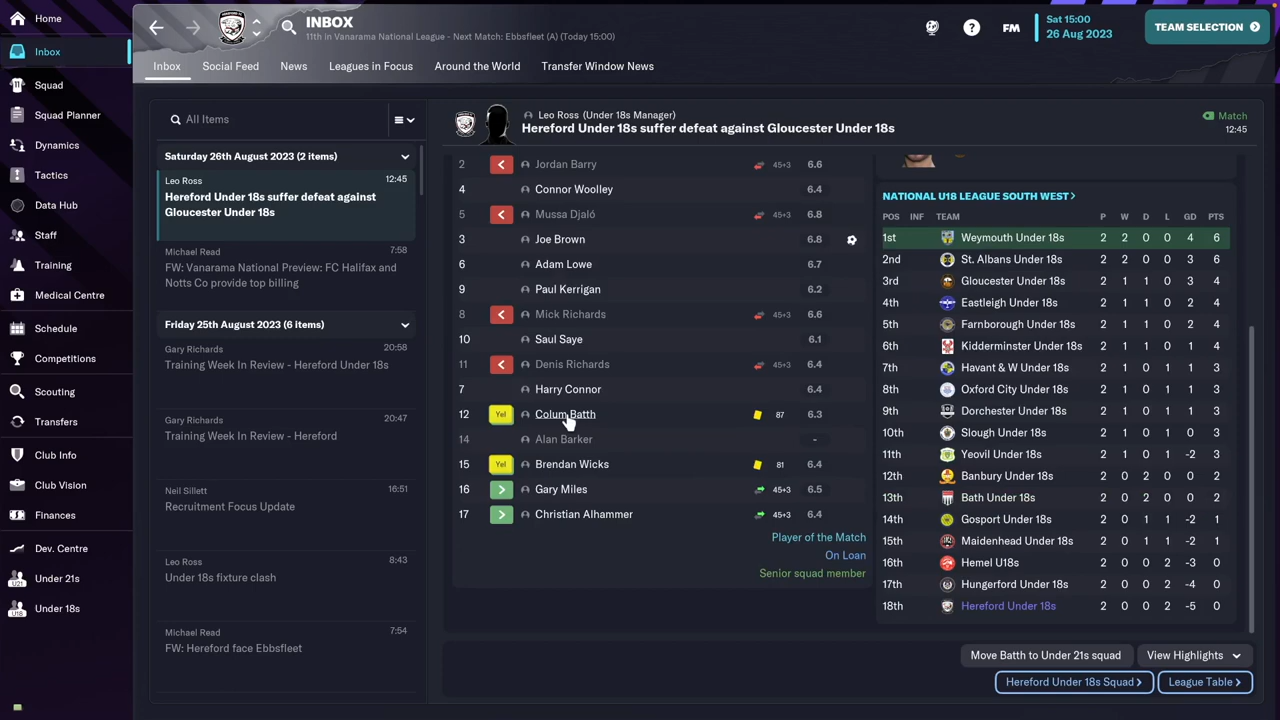 Home
Inbox
Squad
Squad Planner
Dynamics
Tactics
Data Hub
Staff
Training
Medical Centre
Schedule
Competitions
Scouting
Transfers
Club Info
Club Vision
Finances
Dev. Centre
Under 21s
Under 18s
INBOX
11th in Vanarama National League - Next Match: Ebbsfleet (A) (Today 15:00)
FM
Sat 15:00
26 Aug 2023
TEAM SELECTION
Inbox Social Feed News Leagues in Focus Around the World Transfer Window News
All Items
Saturday 26th August 2023 (2 items)
Leo Ross 12:45
Hereford Under 18s suffer defeat against
Gloucester Under 18s
Michael Read 7:58
FW: Vanarama National Preview: FC Halifax and
Notts Co provide top billing
Friday 25th August 2023 (6 items)
Gary Richards 20:58
Training Week In Review - Hereford Under 18s
Gary Richards 20:47
Training Week In Review - Hereford
Neil Sillett 16:51
Recruitment Focus Update
Leo Ross 8:43
Under 18s fixture clash
Michael Read 7:54
FW: Hereford face Ebbsfleet
Leo Ross (Under 18s Manager)
Hereford Under 18s suffer defeat against Gloucester Under 18s
Match
12:45
2 Jordan Barry 45+3 6.6
4 Connor Woolley 6.4
5 Mussa Djaló 45+3 6.8
3 Joe Brown 6.8
6 Adam Lowe 6.7
9 Paul Kerrigan 6.2
8 Mick Richards 45+3 6.6
10 Saul Saye 6.1
11 Denis Richards 45+3 6.4
7 Harry Connor 6.4
12 Yel Colum Batth 87 6.3
14 Alan Barker -
15 Yel Brendan Wicks 81 6.4
16 Gary Miles 45+3 6.5
17 Christian Alhammer 45+3 6.4
Player of the Match
On Loan
Senior squad member
NATIONAL U18 LEAGUE SOUTH WEST
POS INF TEAM P W D L GD PTS
1st Weymouth Under 18s 2 2 0 0 4 6
2nd St. Albans Under 18s 2 2 0 0 3 6
3rd Gloucester Under 18s 2 1 1 0 3 4
4th Eastleigh Under 18s 2 1 1 0 2 4
5th Farnborough Under 18s 2 1 1 0 2 4
6th Kidderminster Under 18s 2 1 1 0 1 4
7th Havant & W Under 18s 2 1 0 1 1 3
8th Oxford City Under 18s 2 1 0 1 1 3
9th Dorchester Under 18s 2 1 0 1 0 3
10th Slough Under 18s 2 1 0 1 0 3
11th Yeovil Under 18s 2 1 0 1 -2 3
12th Banbury Under 18s 2 0 2 0 0 2
13th Bath Under 18s 2 0 2 0 0 2
14th Gosport Under 18s 2 0 1 1 -2 1
15th Maidenhead Under 18s 2 0 1 1 -2 1
16th Hemel U18s 2 0 0 2 -3 0
17th Hungerford Under 18s 2 0 0 2 -4 0
18th Hereford Under 18s 2 0 0 2 -5 0
Move Batth to Under 21s squad
View Highlights
Hereford Under 18s Squad
League Table